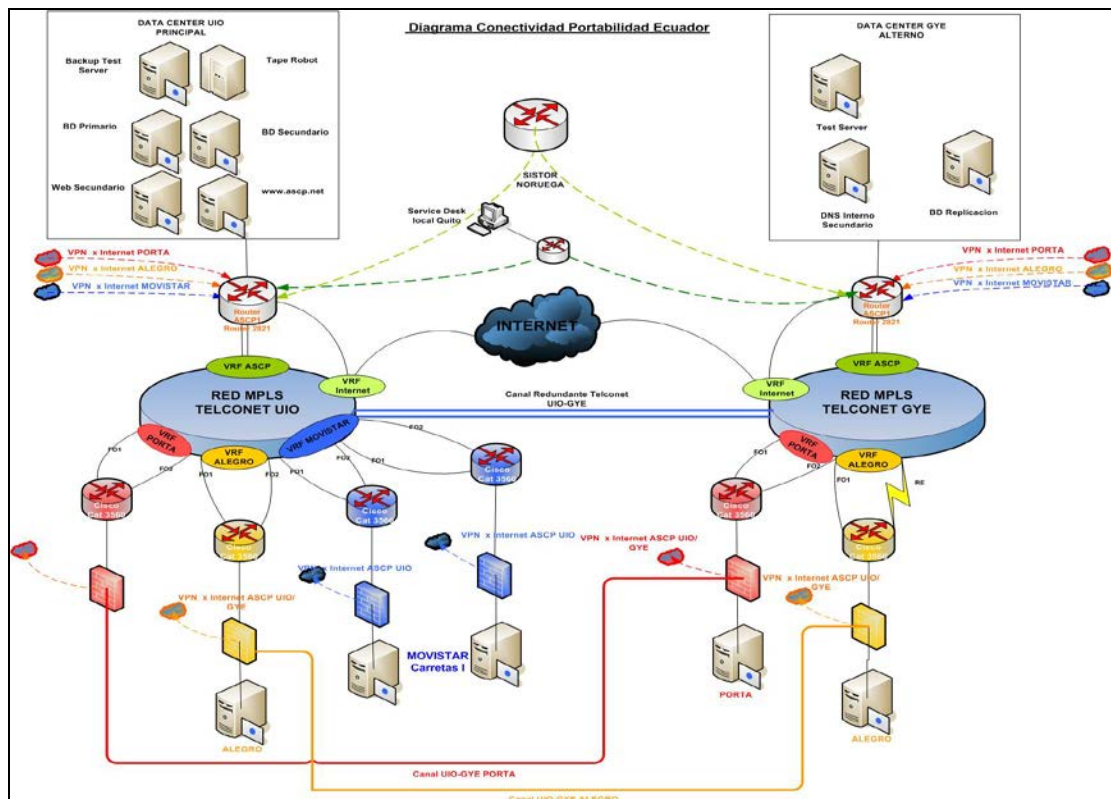 Diagrama Conectividad Portabilidad Ecuador
DATA CENTER UIO
PRINCIPAL
Backup Test
Server
Tape Robot
BD Primario
BD Secundario
Web Secundario
www.ascp.net
DATA CENTER GYE
ALTERNO
Test Server
DNS Interno
Secundario
BD Replicacion
SISTOR
NORUEGA
Service Desk
local Quito
VPN x Internet PORTA
VPN x Internet ALEGRO
VPN x Internet MOVISTAR
Router
ASCP1
Router 2821
VPN x Internet PORTA
VPN x Internet ALEGRO
VPN x Internet MOVISTAR
Router
ASCP1
Router 2821
INTERNET
VRF ASCP
VRF
Internet
RED MPLS
TELCONET UIO
VRF
PORTA
VRF
ALEGRO
VRF MOVISTAR
Canal Redundante Telconet
UIO-GYE
VRF ASCP
VRF
Internet
RED MPLS
TELCONET GYE
VRF
PORTA
VRF
ALEGRO
FO1
FO2
FO1
FO2
FO1
FO2
FO1
FO2
FO1
FO2
FO1
RE
Cisco
Cat 3560
Cisco
Cat 3560
Cisco
Cat 3560
Cisco
Cat 3560
Cisco
Cat 3560
Cisco
Cat 3560
VPN x Internet ASCP UIO/
GYE
VPN x Internet ASCP UIO
VPN x Internet ASCP UIO
VPN x Internet ASCP UIO/
GYE
VPN x Internet ASCP UIO/
GYE
MOVISTAR
Carretas I
ALEGRO
PORTA
ALEGRO
Canal UIO-GYE PORTA
Canal UIO-GYE ALEGRO